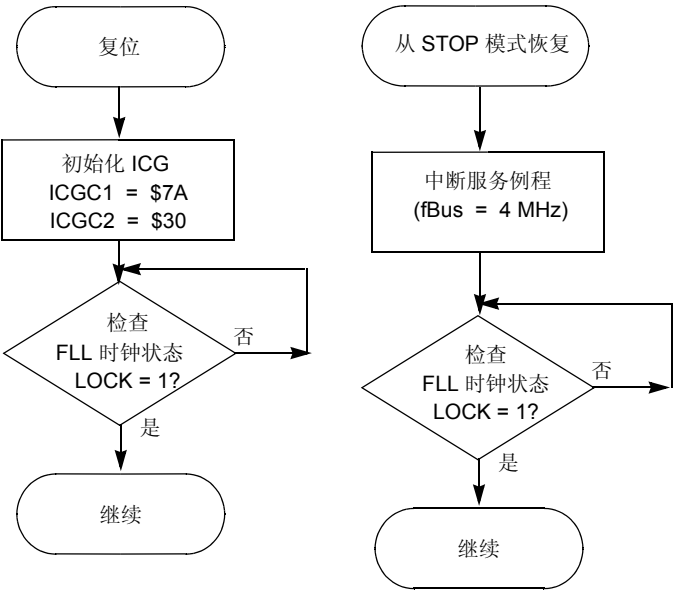 复位
初始化 ICG
ICGC1 = $7A
ICGC2 = $30
检查
FLL 时钟状态
LOCK = 1?
否
是
继续
从 STOP 模式恢复
中断服务例程
(fBus = 4 MHz)
检查
FLL 时钟状态
LOCK = 1?
否
是
继续